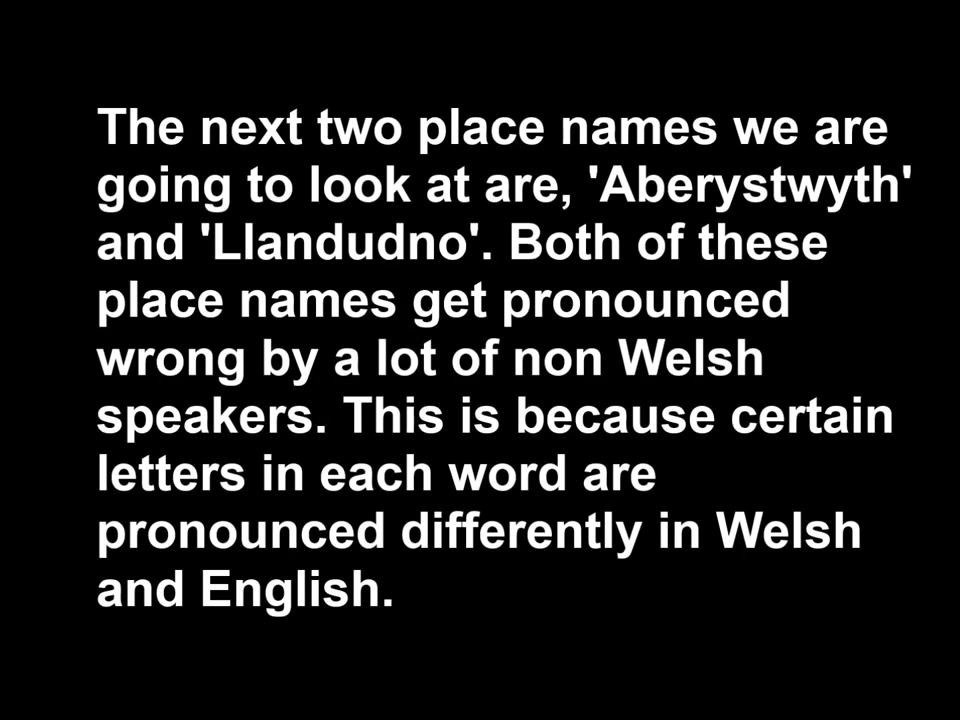 The next two place names we are
going to look at are, 'Aberystwyth'
and 'Llandudno'. Both of these
place names get pronounced
wrong by a lot of non Welsh
speakers. This is because certain
letters in each word are
pronounced differently in Welsh
and English.